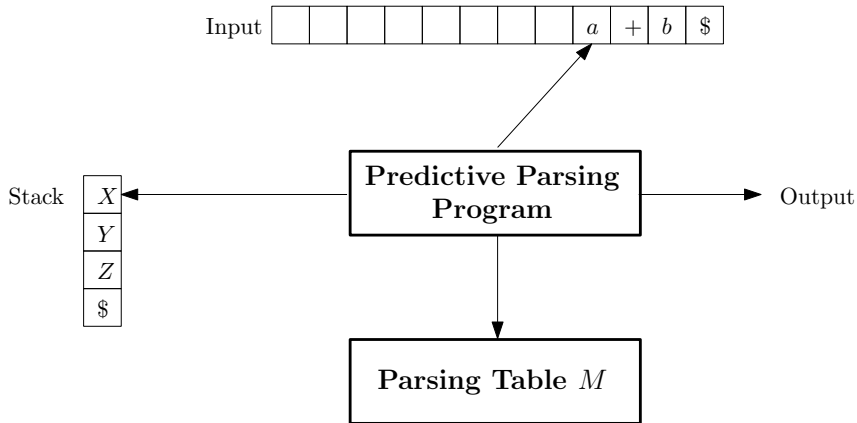 Input a + b $
Predictive Parsing
Program
Stack X
Output
Y
Z
$
Parsing Table M